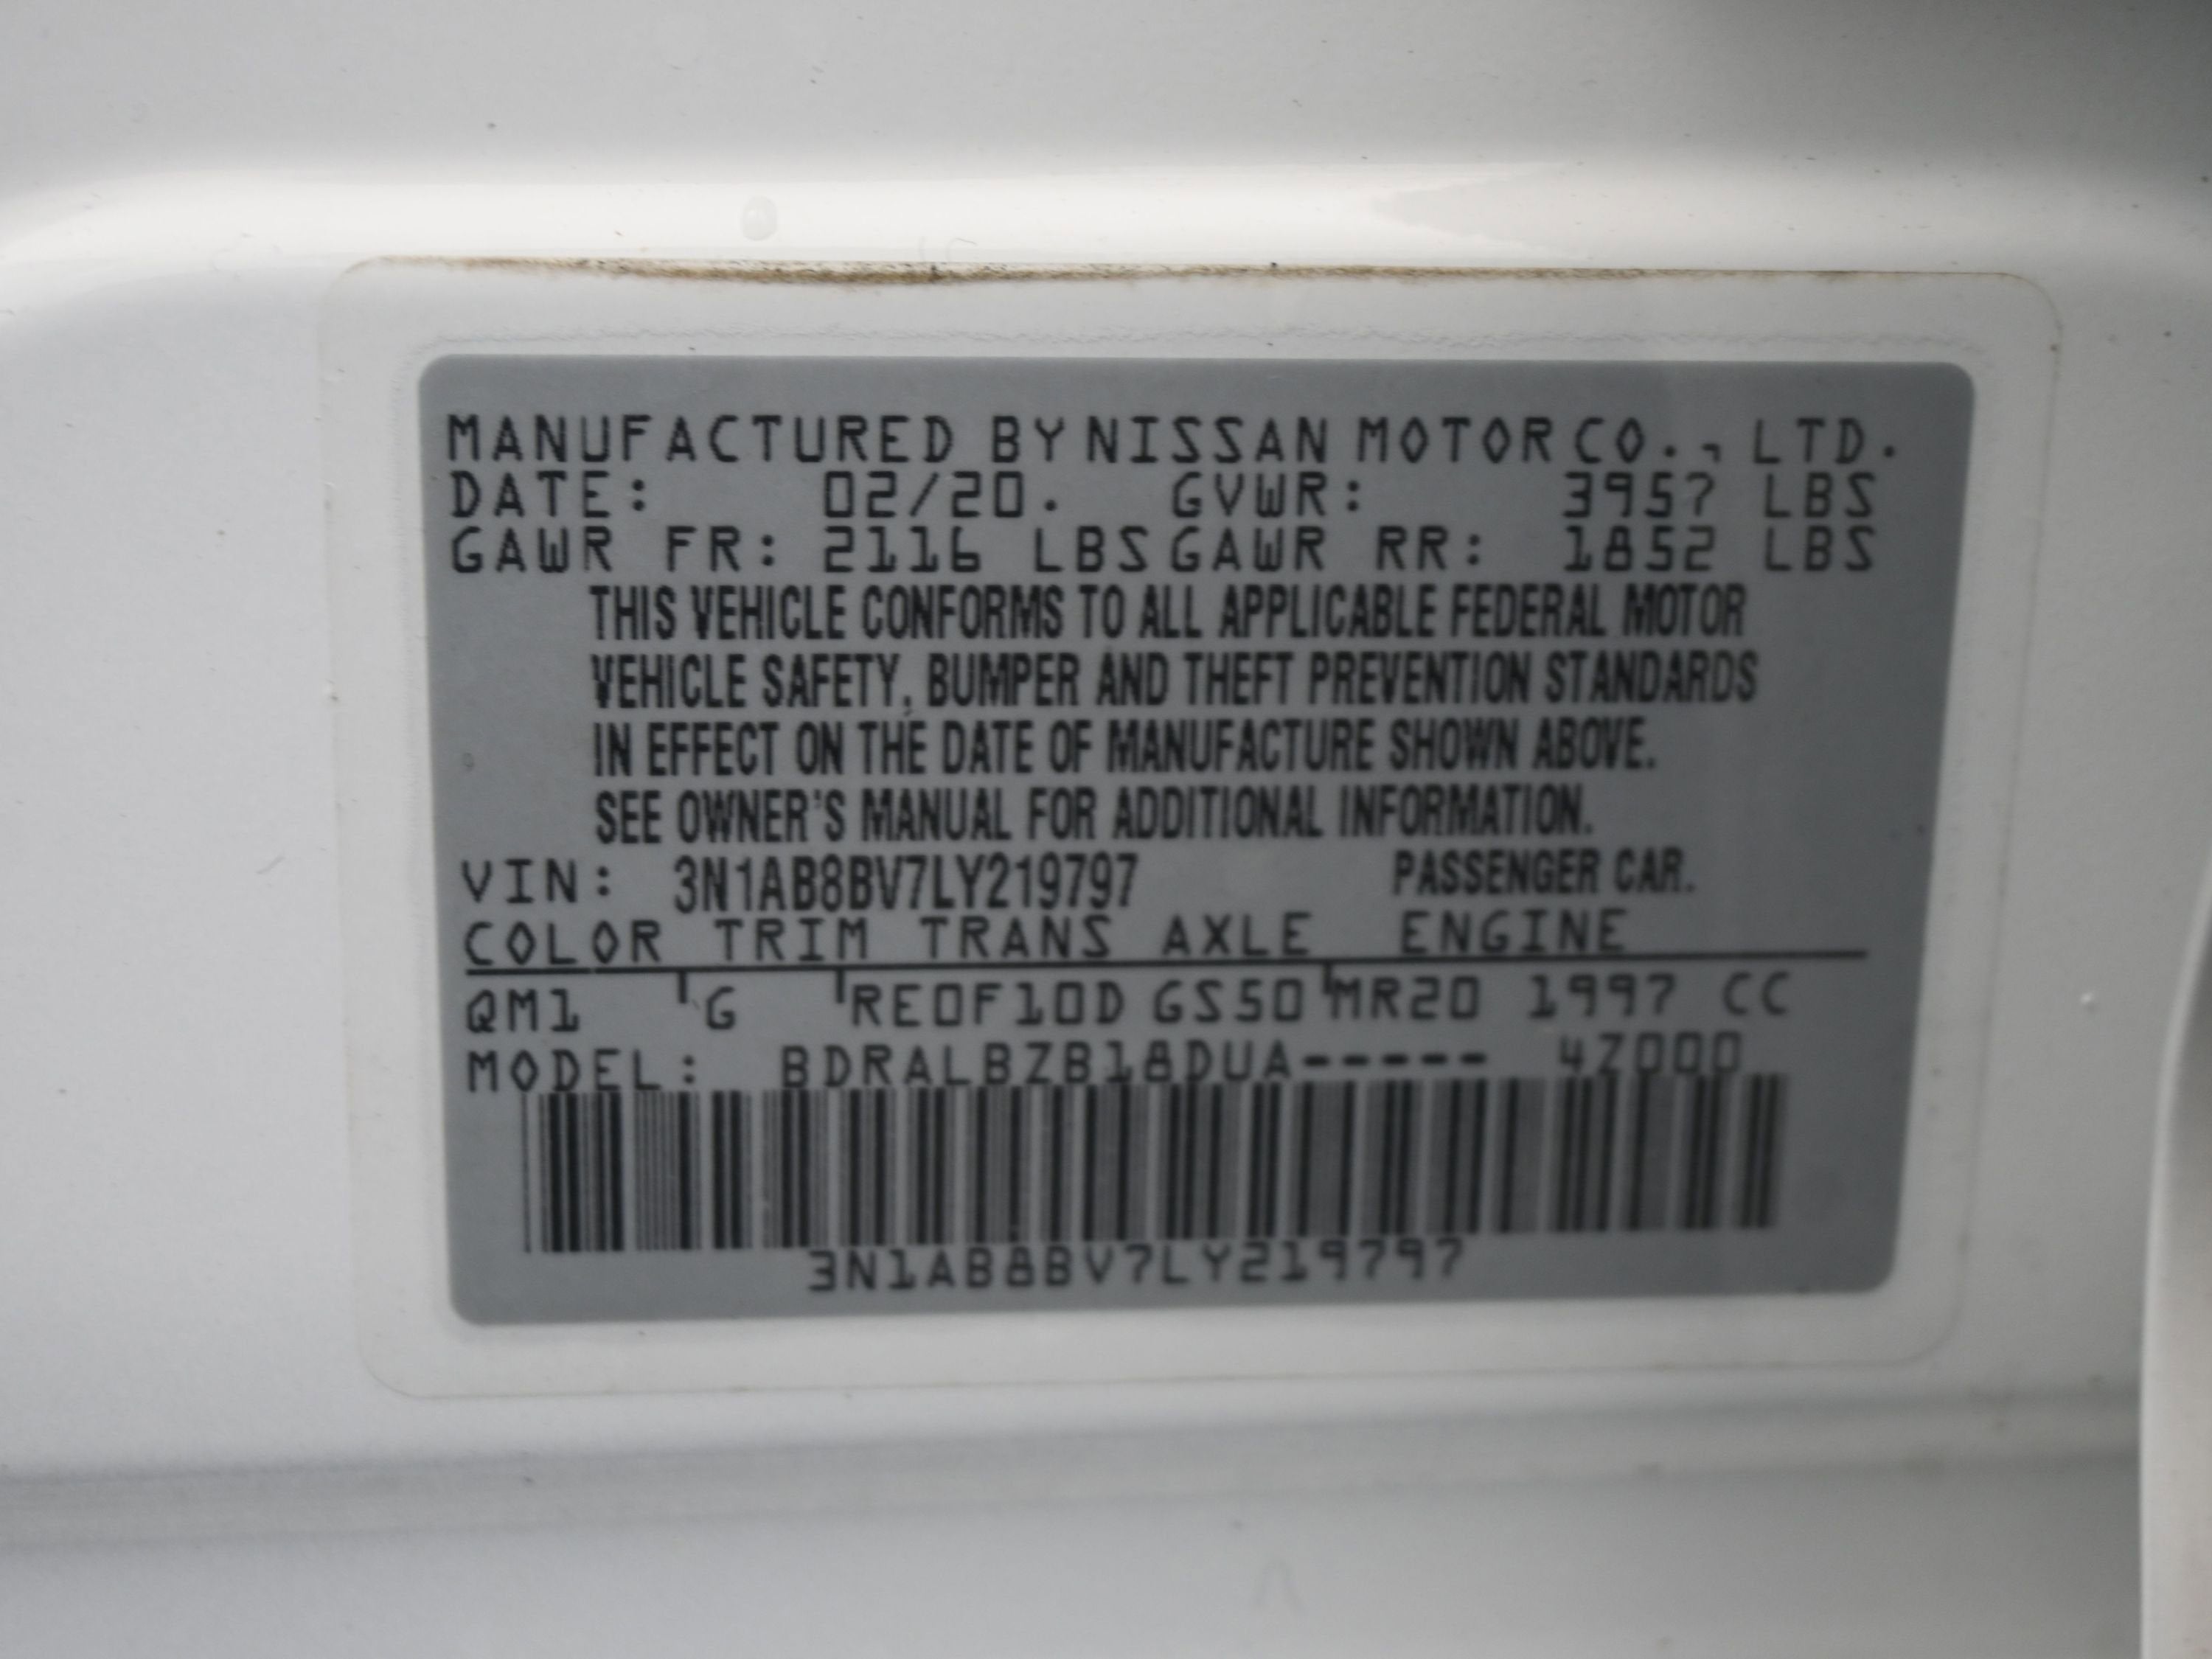 MANUFACTURED BY NISSAN MOTOR CO., LTD.
DATE: 02/20. GVWR: 3957 LBS
GAWR FR: 2116 LBS GAWR RR: 1852 LBS
THIS VEHICLE CONFORMS TO ALL APPLICABLE FEDERAL MOTOR
VEHICLE SAFETY, BUMPER AND THEFT PREVENTION STANDARDS
IN EFFECT ON THE DATE OF MANUFACTURE SHOWN ABOVE.
SEE OWNER'S MANUAL FOR ADDITIONAL INFORMATION.
VIN: 3N1AB8BV7LY219797 PASSENGER CAR.
COLOR TRIM TRANS AXLE ENGINE
QM1 G RE0F10D GS50 MR20 1997 CC
MODEL: BDRALBZB18DUA----- 4Z000
3N1AB8BV7LY219797